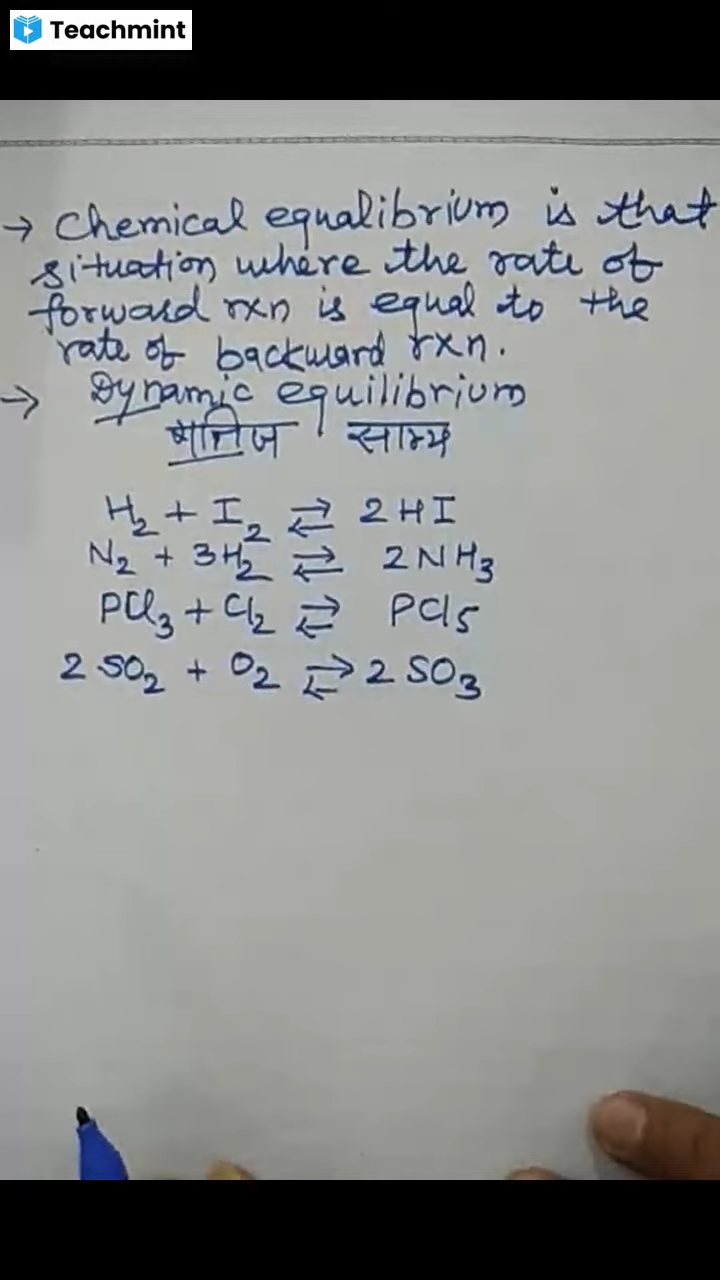 Teachmint
→ Chemical equalibrium is that
situation where the rate of
forward rxn is equal to the
rate of backward rxn.
→ Dynamic equilibrium
गतिज साम्य
H₂ + I₂ ⇌ 2HI
N₂ + 3H₂ ⇌ 2NH₃
PCl₃ + Cl₂ ⇌ PCl₅
2SO₂ + O₂ ⇌ 2SO₃